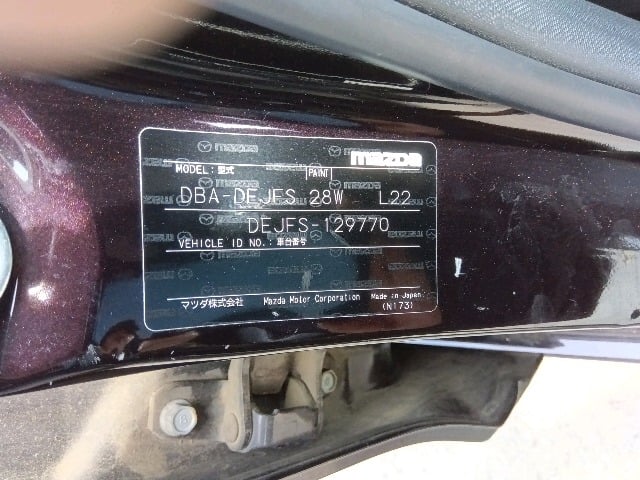 mazda
MODEL:型式 PAINT
DBA-DEJFS 28W L22
DEJFS-129770
VEHICLE ID NO.:車台番号
マツダ株式会社 Mazda Motor Corporation Made in Japan
(N173)